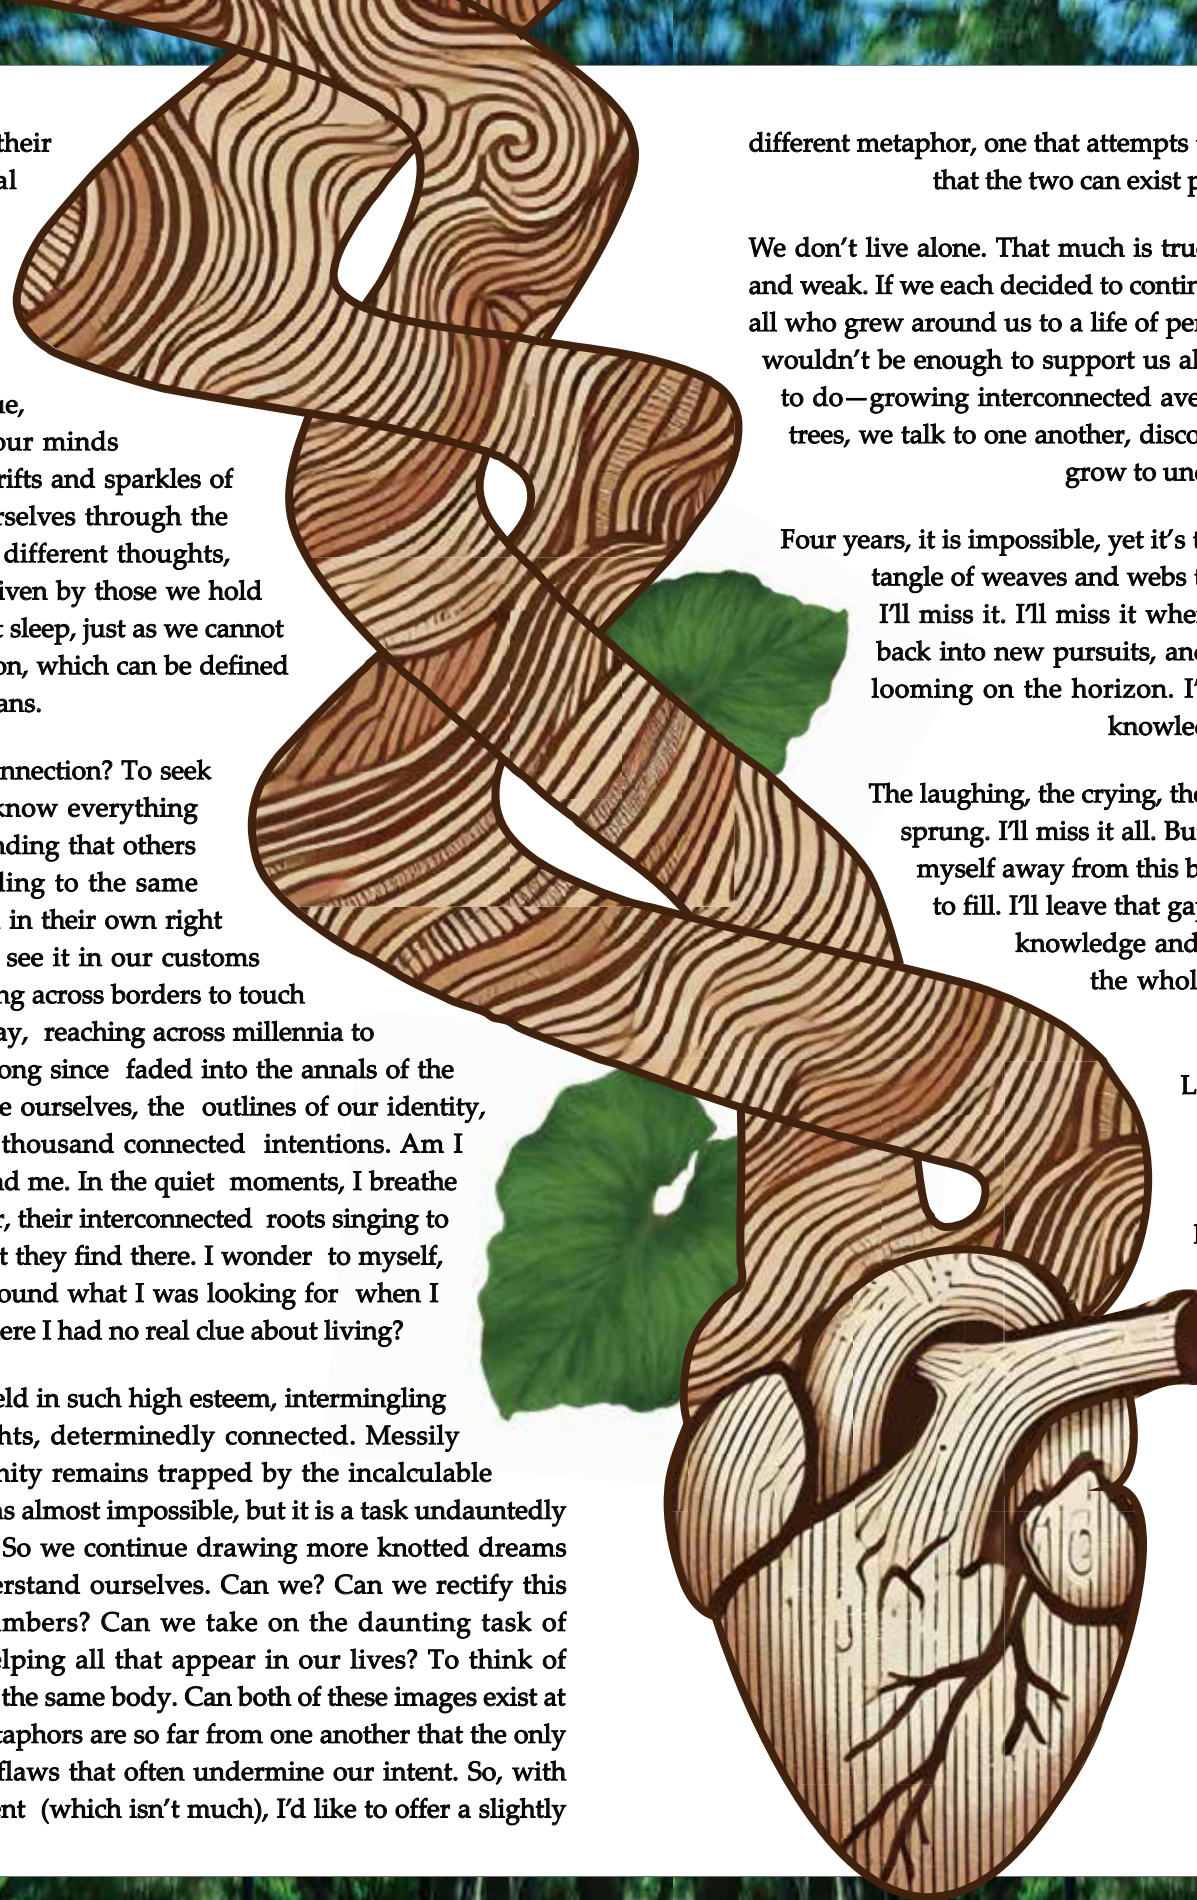 their
al
ue,
our minds
rifts and sparkles of
rselves through the
different thoughts,
iven by those we hold
t sleep, just as we cannot
on, which can be defined
ans.
nnection? To seek
know everything
nding that others
ling to the same
in their own right
see it in our customs
ng across borders to touch
ay, reaching across millennia to
ong since faded into the annals of the
e ourselves, the outlines of our identity,
thousand connected intentions. Am I
nd me. In the quiet moments, I breathe
r, their interconnected roots singing to
t they find there. I wonder to myself,
ound what I was looking for when I
ere I had no real clue about living?
eld in such high esteem, intermingling
hts, determinedly connected. Messily
nity remains trapped by the incalculable
ns almost impossible, but it is a task undauntedly
So we continue drawing more knotted dreams
erstand ourselves. Can we? Can we rectify this
mbers? Can we take on the daunting task of
elping all that appear in our lives? To think of
the same body. Can both of these images exist at
taphors are so far from one another that the only
flaws that often undermine our intent. So, with
ent (which isn't much), I'd like to offer a slightly
different metaphor, one that attempts
that the two can exist p
We don't live alone. That much is true
and weak. If we each decided to contin
all who grew around us to a life of per
wouldn't be enough to support us al
to do—growing interconnected ave
trees, we talk to one another, disco
grow to und
Four years, it is impossible, yet it's t
tangle of weaves and webs t
I'll miss it. I'll miss it when
back into new pursuits, and
looming on the horizon. I'
knowled
The laughing, the crying, the
sprung. I'll miss it all. But
myself away from this b
to fill. I'll leave that gap
knowledge and
the whol
L